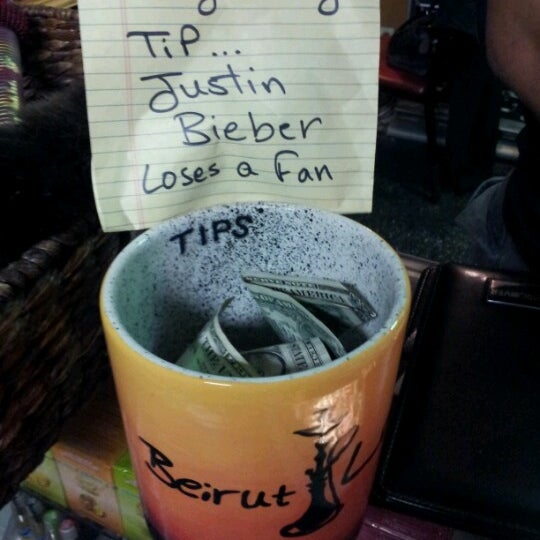 Tip...
Justin
Bieber
Loses a Fan
TIPS
Beirut